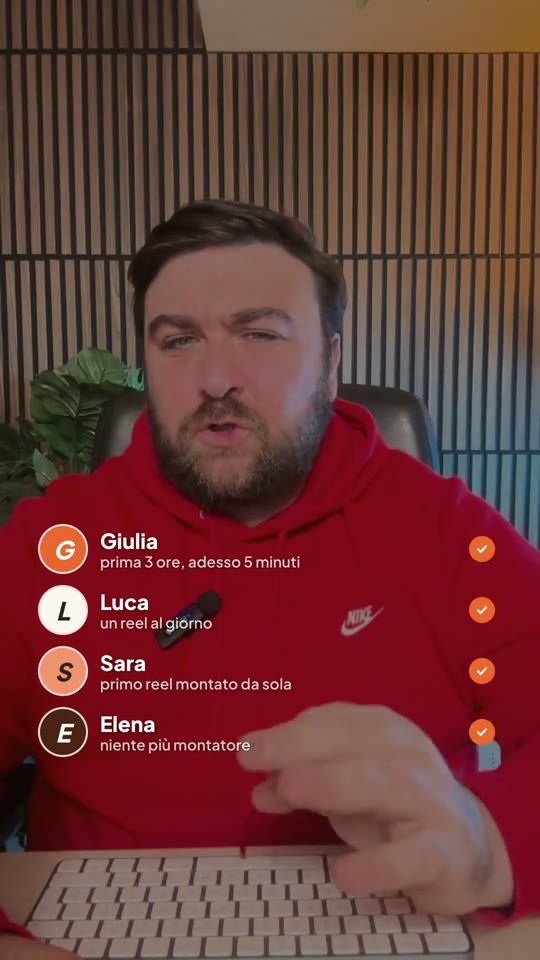 G
Giulia
prima 3 ore, adesso 5 minuti
L
Luca
un reel al giorno
S
Sara
primo reel montato da sola
E
Elena
niente più montatore
NIKE